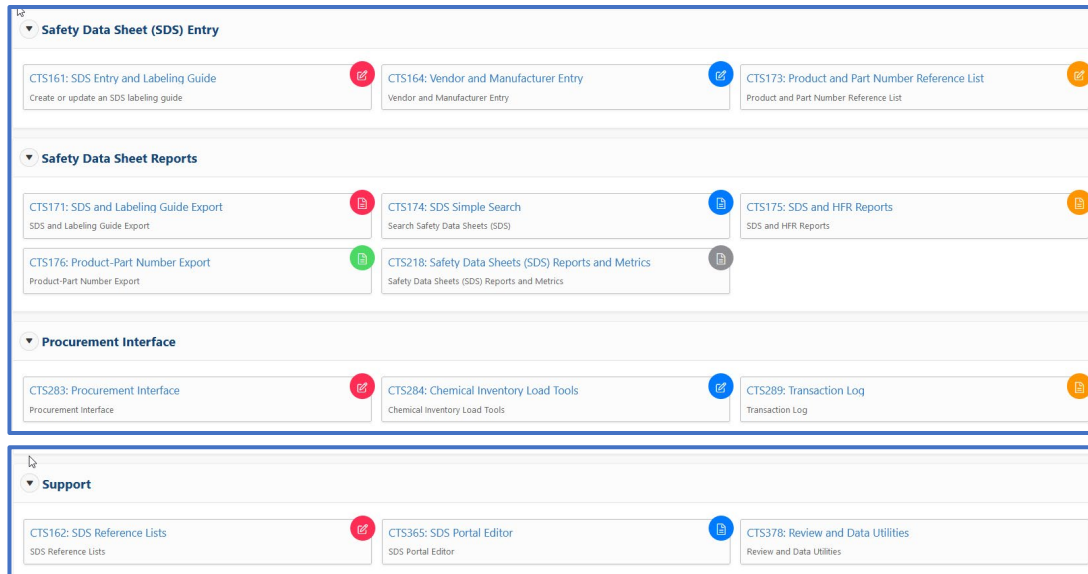 Safety Data Sheet (SDS) Entry
CTS161: SDS Entry and Labeling Guide
Create or update an SDS labeling guide
CTS164: Vendor and Manufacturer Entry
Vendor and Manufacturer Entry
CTS173: Product and Part Number Reference List
Product and Part Number Reference List
Safety Data Sheet Reports
CTS171: SDS and Labeling Guide Export
SDS and Labeling Guide Export
CTS174: SDS Simple Search
Search Safety Data Sheets (SDS)
CTS175: SDS and HFR Reports
SDS and HFR Reports
CTS176: Product-Part Number Export
Product-Part Number Export
CTS218: Safety Data Sheets (SDS) Reports and Metrics
Safety Data Sheets (SDS) Reports and Metrics
Procurement Interface
CTS283: Procurement Interface
Procurement Interface
CTS284: Chemical Inventory Load Tools
Chemical Inventory Load Tools
CTS289: Transaction Log
Transaction Log
Support
CTS162: SDS Reference Lists
SDS Reference Lists
CTS365: SDS Portal Editor
SDS Portal Editor
CTS378: Review and Data Utilities
Review and Data Utilities